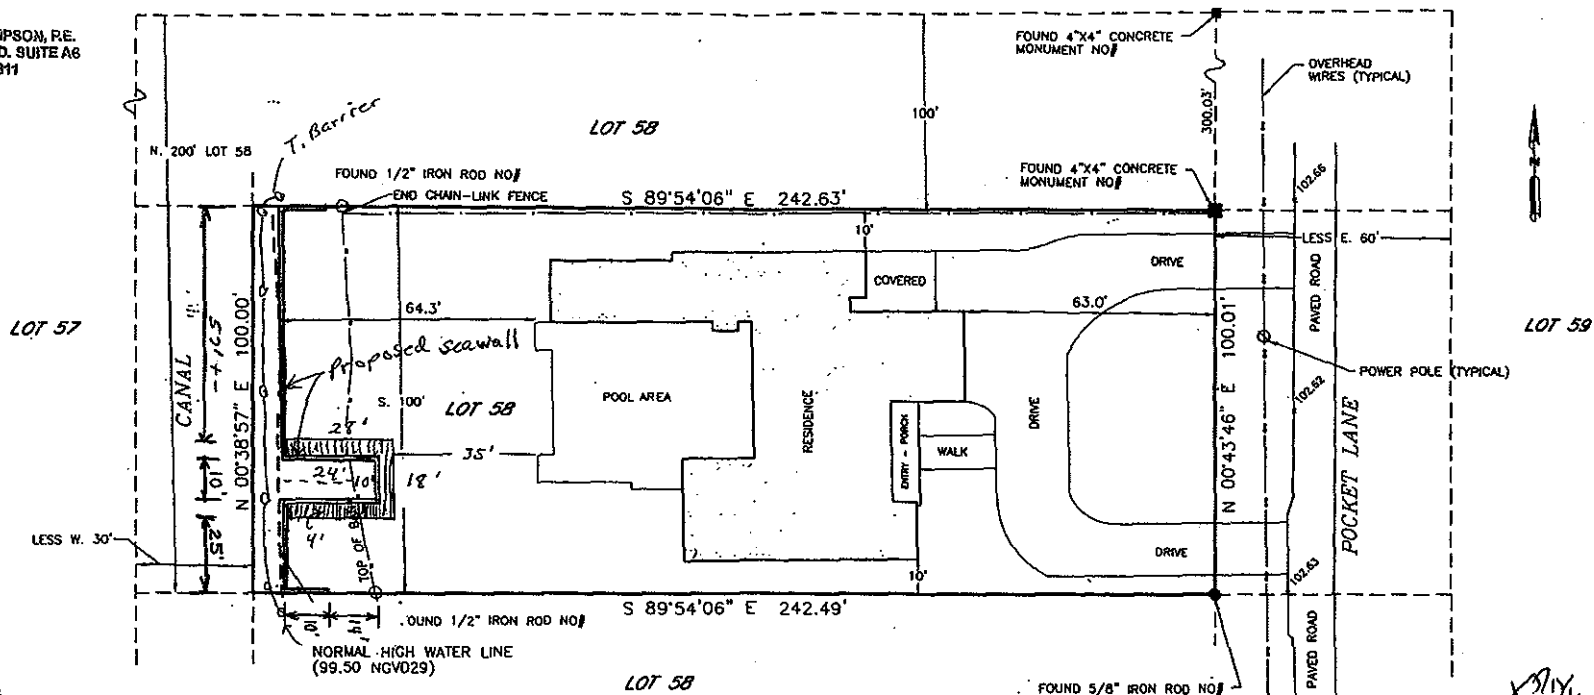 D. SUITE A6
FOUND 4"X4" CONCRETE
MONUMENT NO#
OVERHEAD
WIRES (TYPICAL)
T. Barrier
LOT 58
100'
300.03'
N. 200' LOT 58
FOUND 1/2" IRON ROD NO#
FOUND 4"X4" CONCRETE
MONUMENT NO#
102.66
END CHAIN-LINK FENCE
S 89°54'06" E 242.63'
10'
LESS E. 60'
DRIVE
COVERED
PAVED ROAD
63.0'
64.3'
LOT 57
LOT 59
CANAL
N 00°38'57" E 100.00'
Proposed seawall
N 00°43'46" E 100.01'
POWER POLE (TYPICAL)
S. 100'
LOT 58
POOL AREA
RESIDENCE
DRIVE
102.62
POCKET LANE
28'
35'
ENTRY - PORCH
WALK
24'
10'
18'
10'
25'
4'
TOP OF
LESS W. 30'
DRIVE
102.63
10'
S 89°54'06" E 242.49'
OUND 1/2" IRON ROD NO#
10'
14'
NORMAL HIGH WATER LINE
(99.50 NGVD29)
PAVED ROAD
LOT 58
FOUND 5/8" IRON ROD NO#